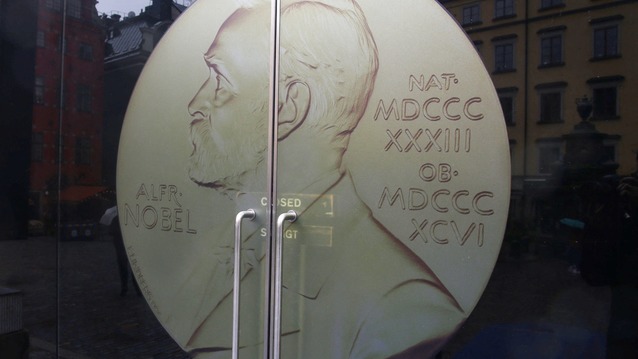 ALFR·
NOBEL
NAT·
MDCCC
XXXIII
OB·
MDCCC
XCVI
CLOSED